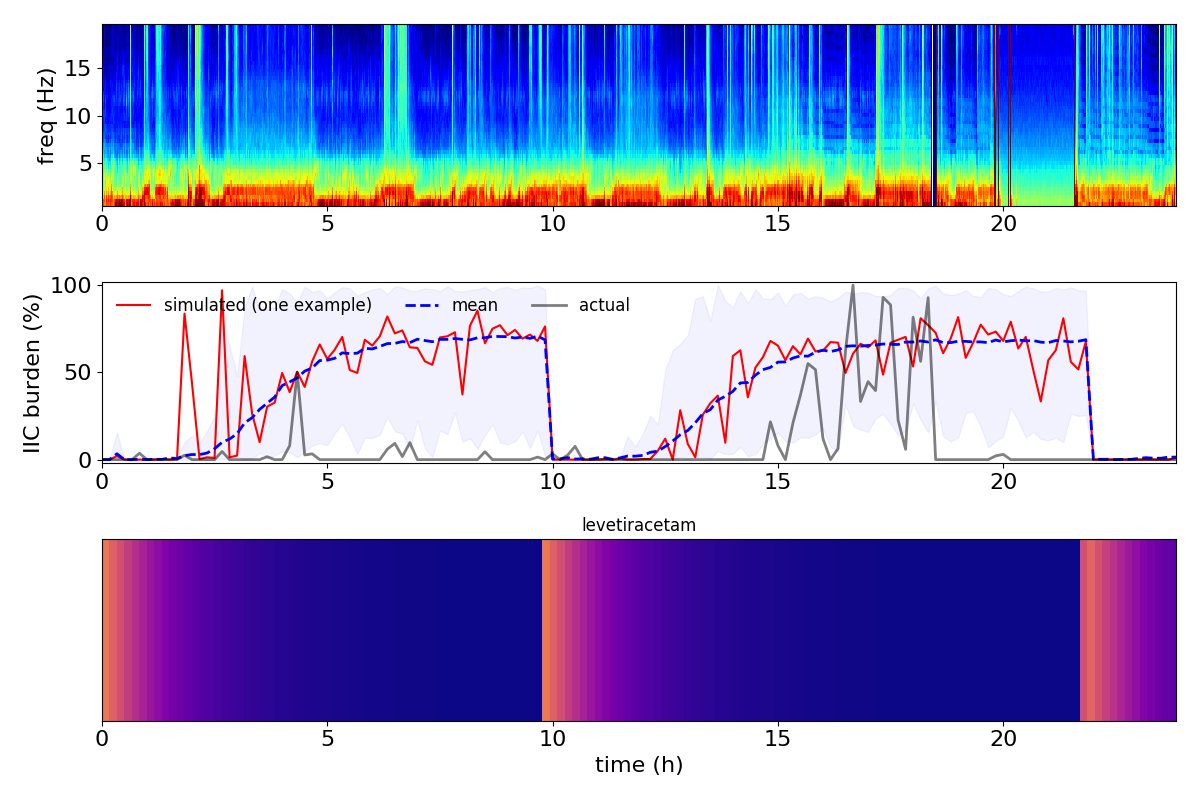 freq (Hz)
15
10
5
0 5 10 15 20
IIC burden (%)
100
50
0
simulated (one example) mean actual
0 5 10 15 20
levetiracetam
0 5 10 15 20
time (h)